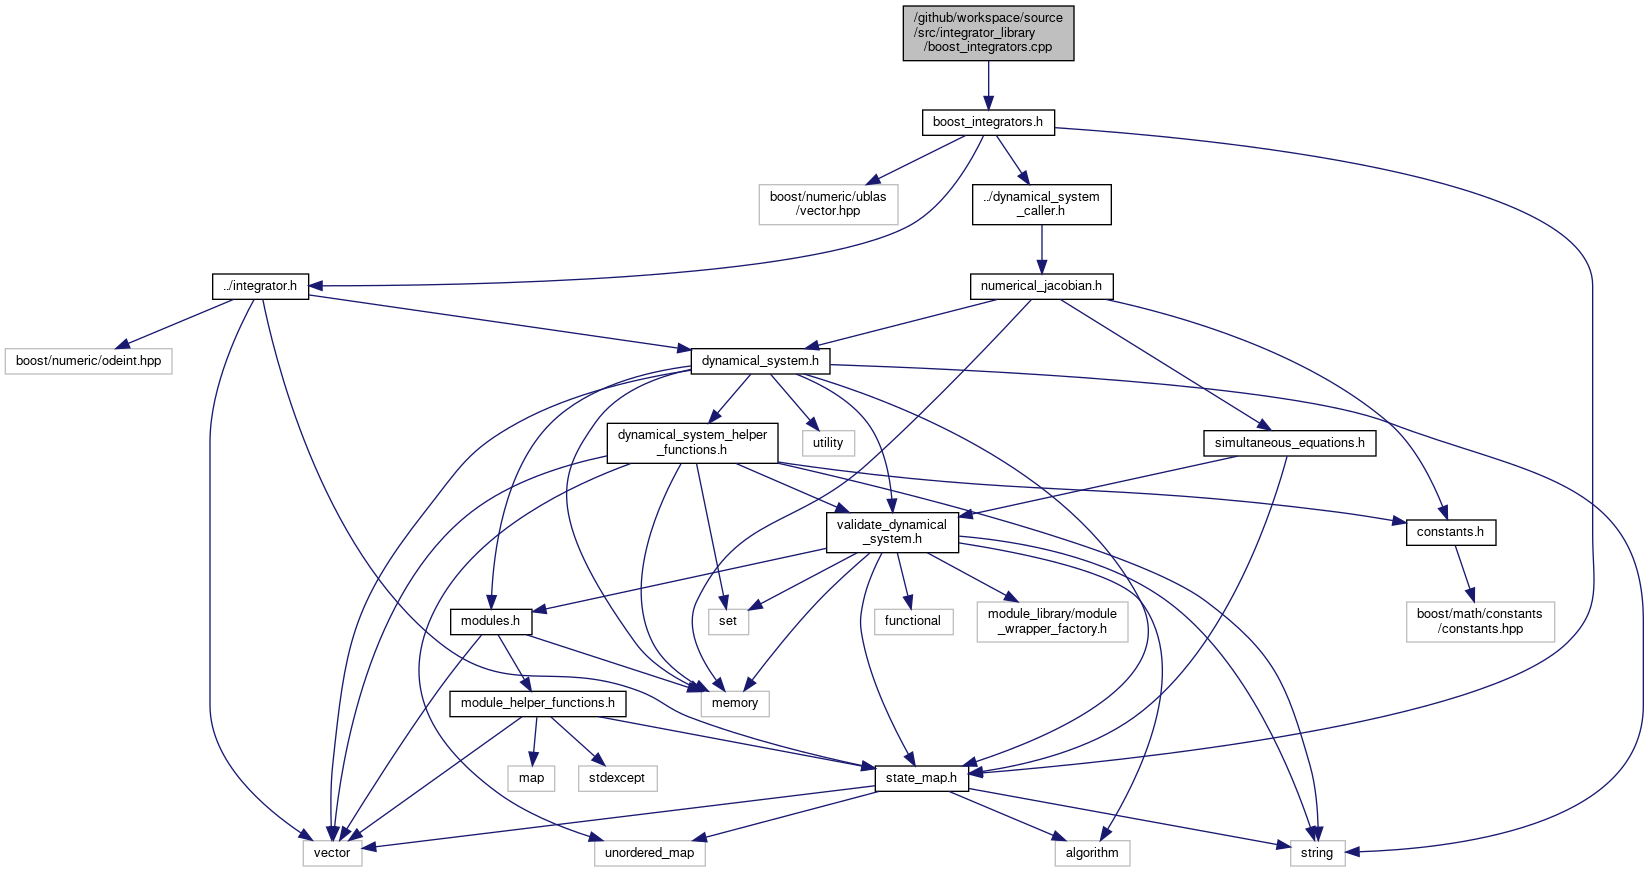 /github/workspace/source
/src/integrator_library
/boost_integrators.cpp
boost_integrators.h
boost/numeric/ublas
/vector.hpp
../dynamical_system
_caller.h
../integrator.h
numerical_jacobian.h
boost/numeric/odeint.hpp
dynamical_system.h
dynamical_system_helper
_functions.h
utility
simultaneous_equations.h
validate_dynamical
_system.h
constants.h
modules.h
set
functional
module_library/module
_wrapper_factory.h
boost/math/constants
/constants.hpp
module_helper_functions.h
memory
map
stdexcept
state_map.h
vector
unordered_map
algorithm
string